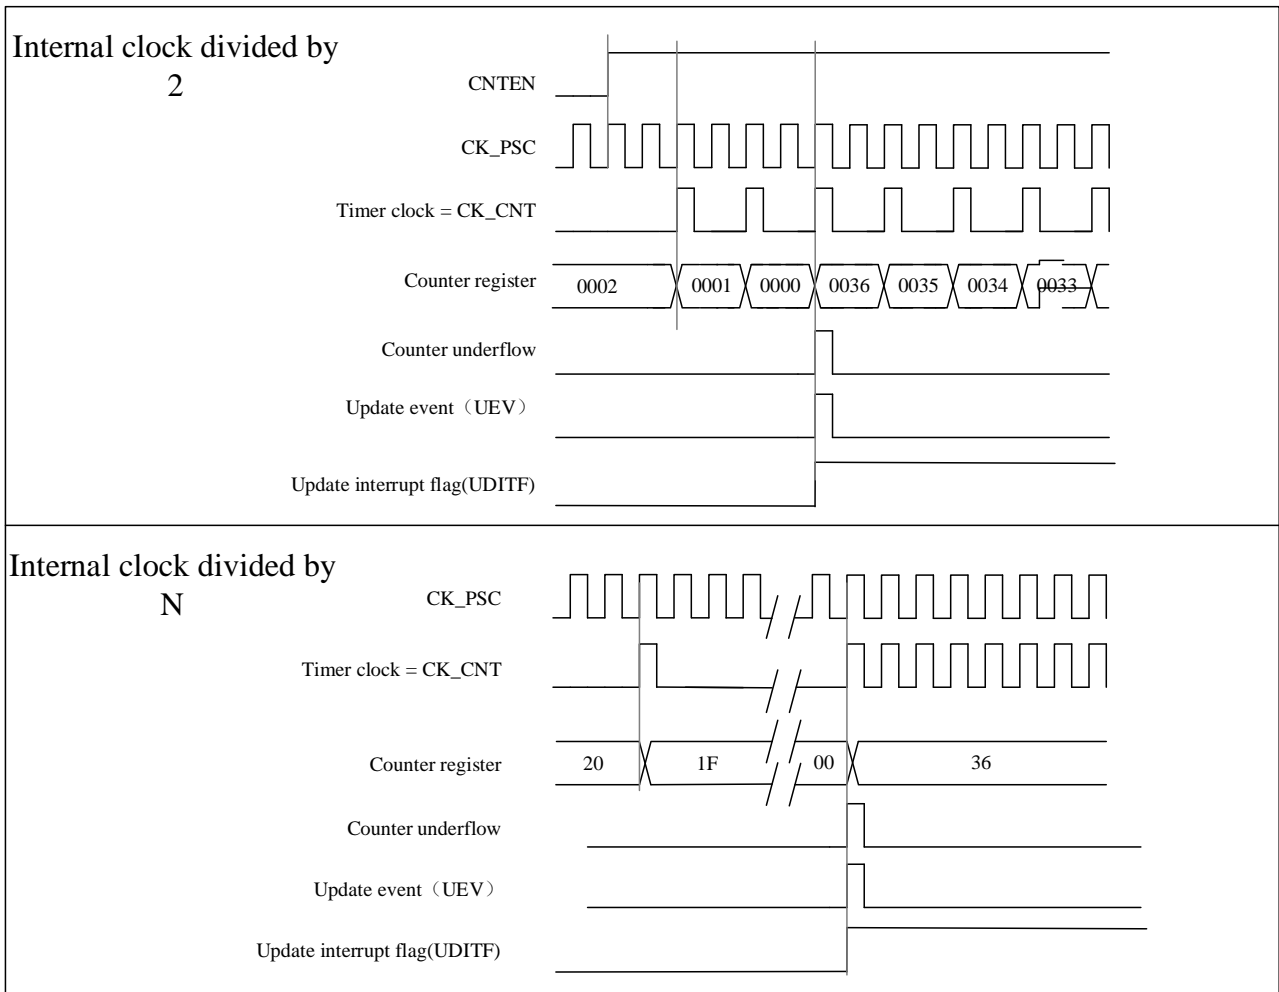 Internal clock divided by
2
CNTEN
CK_PSC
Timer clock = CK_CNT
Counter register 0002 0001 0000 0036 0035 0034 0033
Counter underflow
Update event（UEV）
Update interrupt flag(UDITF)
Internal clock divided by
N
CK_PSC
Timer clock = CK_CNT
Counter register 20 1F 00 36
Counter underflow
Update event（UEV）
Update interrupt flag(UDITF)